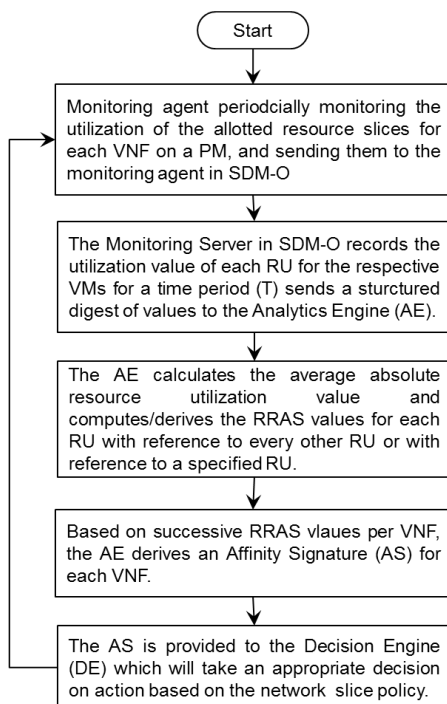 Start
Monitoring agent periodcially monitoring the
utilization of the allotted resource slices for
each VNF on a PM, and sending them to the
monitoring agent in SDM-O
The Monitoring Server in SDM-O records the
utilization value of each RU for the respective
VMs for a time period (T) sends a sturctured
digest of values to the Analytics Engine (AE).
The AE calculates the average absolute
resource utilization value and
computes/derives the RRAS values for each
RU with reference to every other RU or with
reference to a specified RU.
Based on successive RRAS vlaues per VNF,
the AE derives an Affinity Signature (AS) for
each VNF.
The AS is provided to the Decision Engine
(DE) which will take an appropriate decision
on action based on the network slice policy.